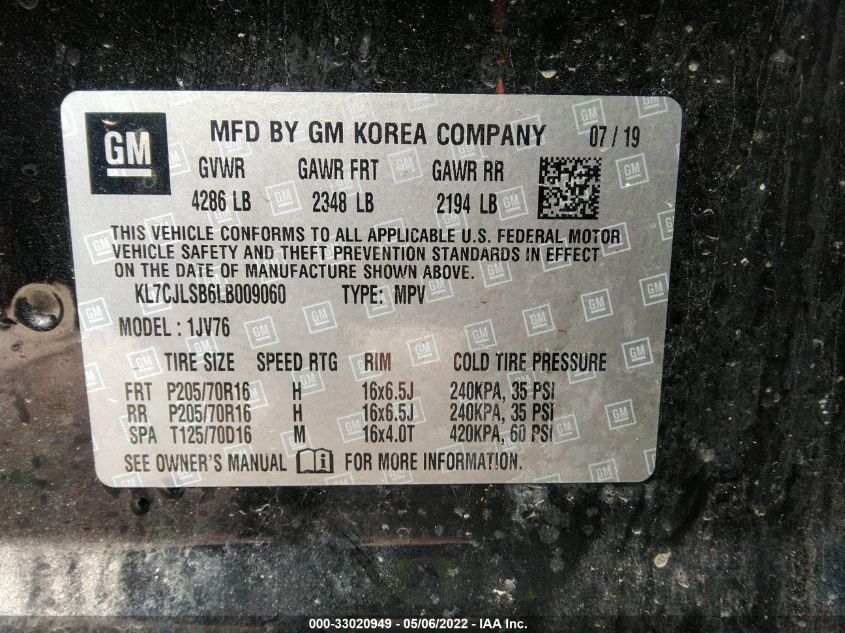 GM MFD BY GM KOREA COMPANY 07 / 19
GVWR GAWR FRT GAWR RR
4286 LB 2348 LB 2194 LB
THIS VEHICLE CONFORMS TO ALL APPLICABLE U.S. FEDERAL MOTOR
VEHICLE SAFETY AND THEFT PREVENTION STANDARDS IN EFFECT
ON THE DATE OF MANUFACTURE SHOWN ABOVE.
KL7CJLSB6LB009060 TYPE: MPV
MODEL : 1JV76
TIRE SIZE SPEED RTG RIM COLD TIRE PRESSURE
FRT P205/70R16 H 16x6.5J 240KPA, 35 PSI
RR P205/70R16 H 16x6.5J 240KPA, 35 PSI
SPA T125/70D16 M 16x4.0T 420KPA, 60 PSI
SEE OWNER'S MANUAL FOR MORE INFORMATION.
000-33020949 - 05/06/2022 - IAA Inc.